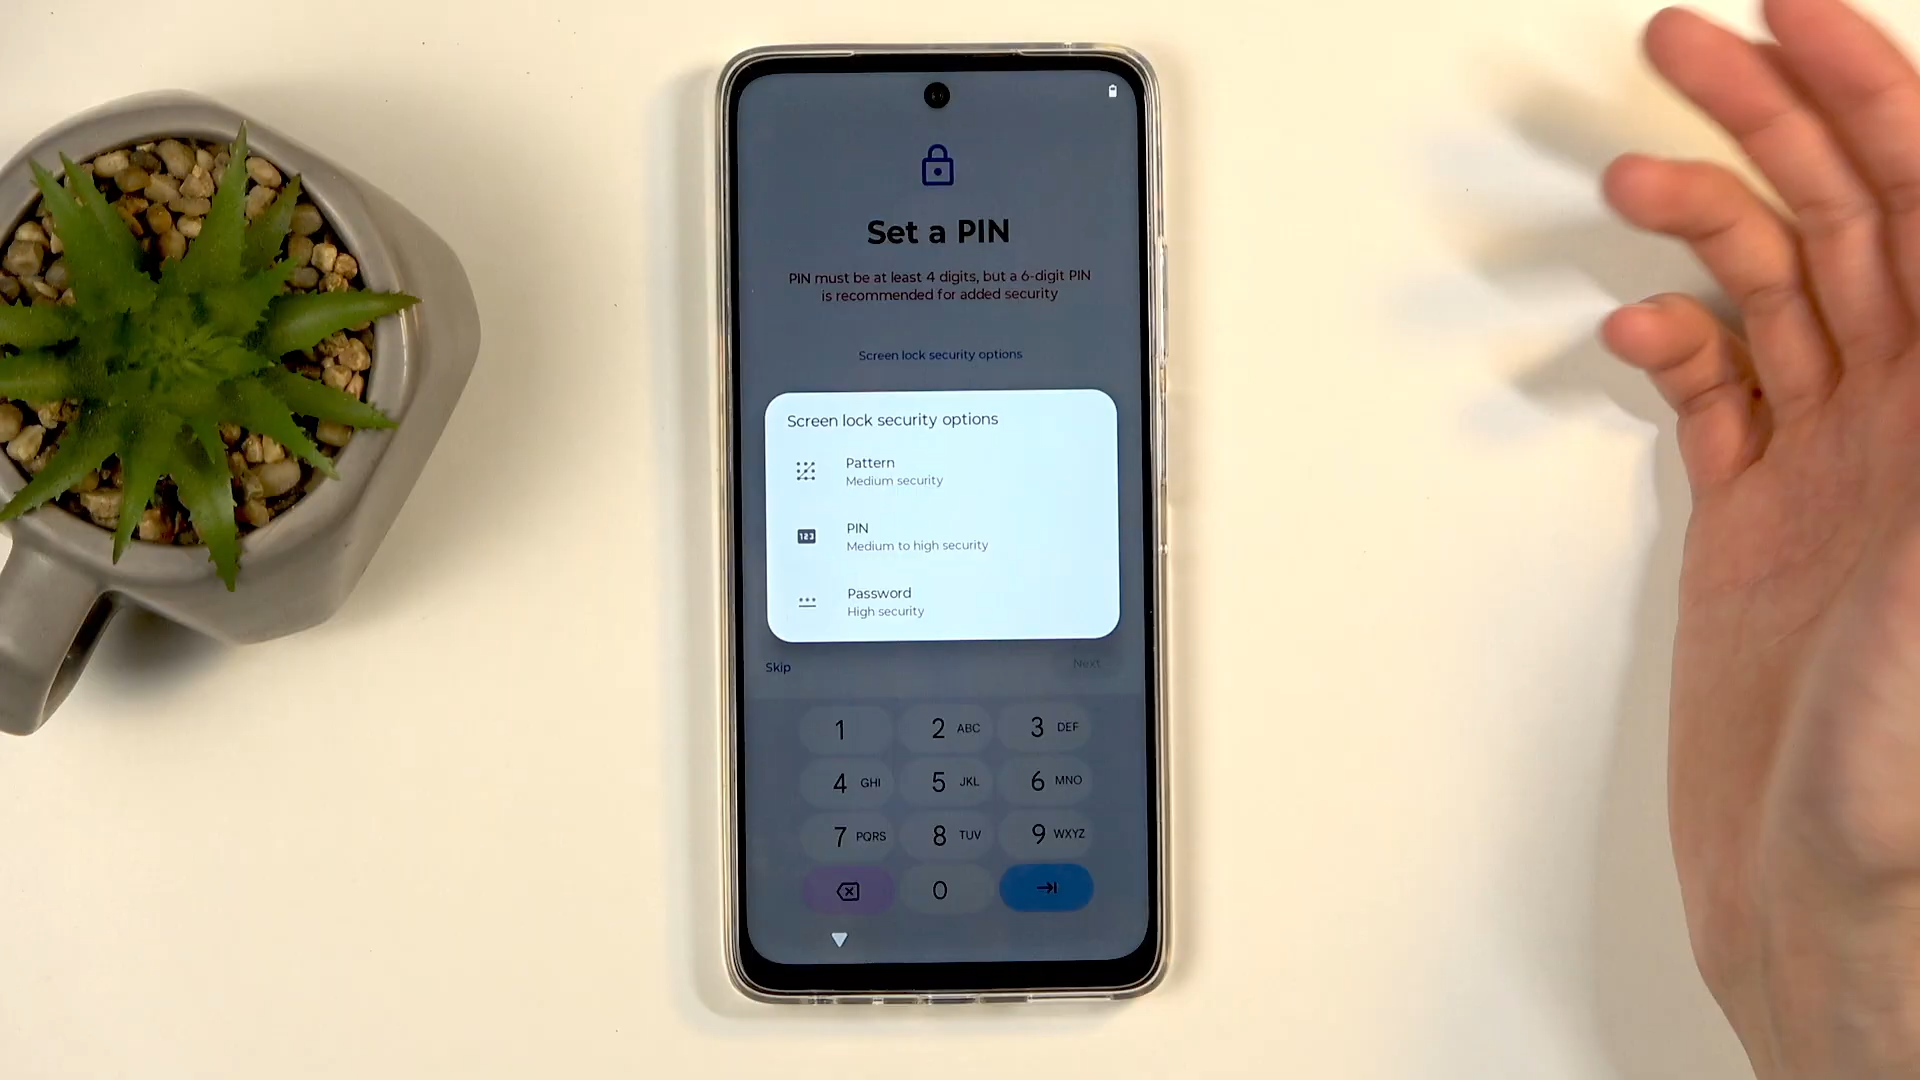 Set a PIN
PIN must be at least 4 digits, but a 6-digit PIN
is recommended for added security
Screen lock security options
Screen lock security options
Pattern
Medium security
123
PIN
Medium to high security
Password
High security
Skip
Next
1
2 ABC
3 DEF
4 GHI
5 JKL
6 MNO
7 PQRS
8 TUV
9 WXYZ
0